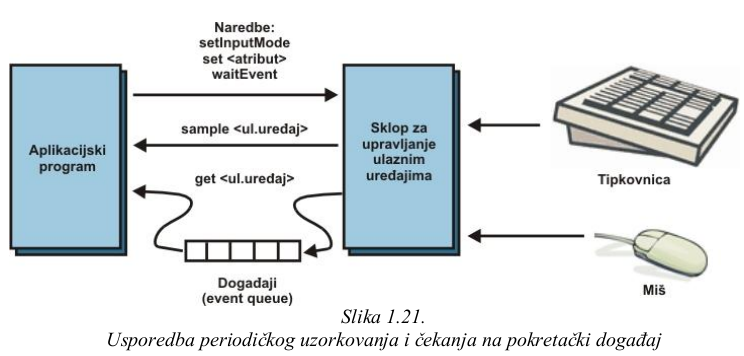 Naredbe:
setInputMode
set <atribut>
waitEvent
Aplikacijski
program
sample <ul.uređaj>
get <ul.uređaj>
Događaji
(event queue)
Sklop za
upravljanje
ulaznim
uređajima
Tipkovnica
Miš
Slika 1.21.
Usporedba periodičkog uzorkovanja i čekanja na pokretački događaj